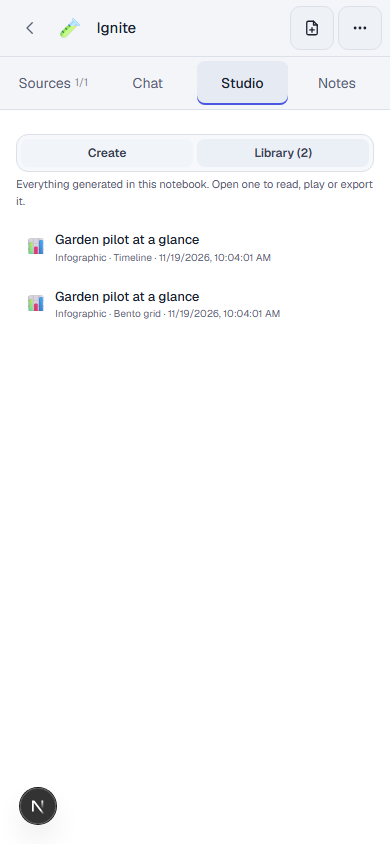 Ignite
Sources 1/1
Chat
Studio
Notes
Create
Library (2)
Everything generated in this notebook. Open one to read, play or export
it.
Garden pilot at a glance
Infographic · Timeline · 11/19/2026, 10:04:01 AM
Garden pilot at a glance
Infographic · Bento grid · 11/19/2026, 10:04:01 AM
N